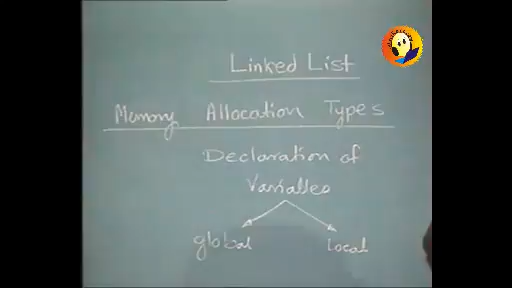 Linked List
Memory Allocation Types
Declaration of
Variables
global local